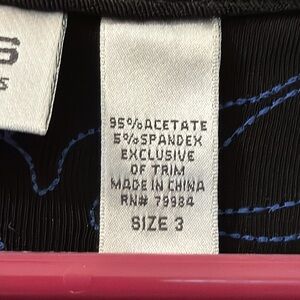 S
S
95%ACETATE
5%SPANDEX
EXCLUSIVE
OF TRIM
MADE IN CHINA
RN# 79984
SIZE 3